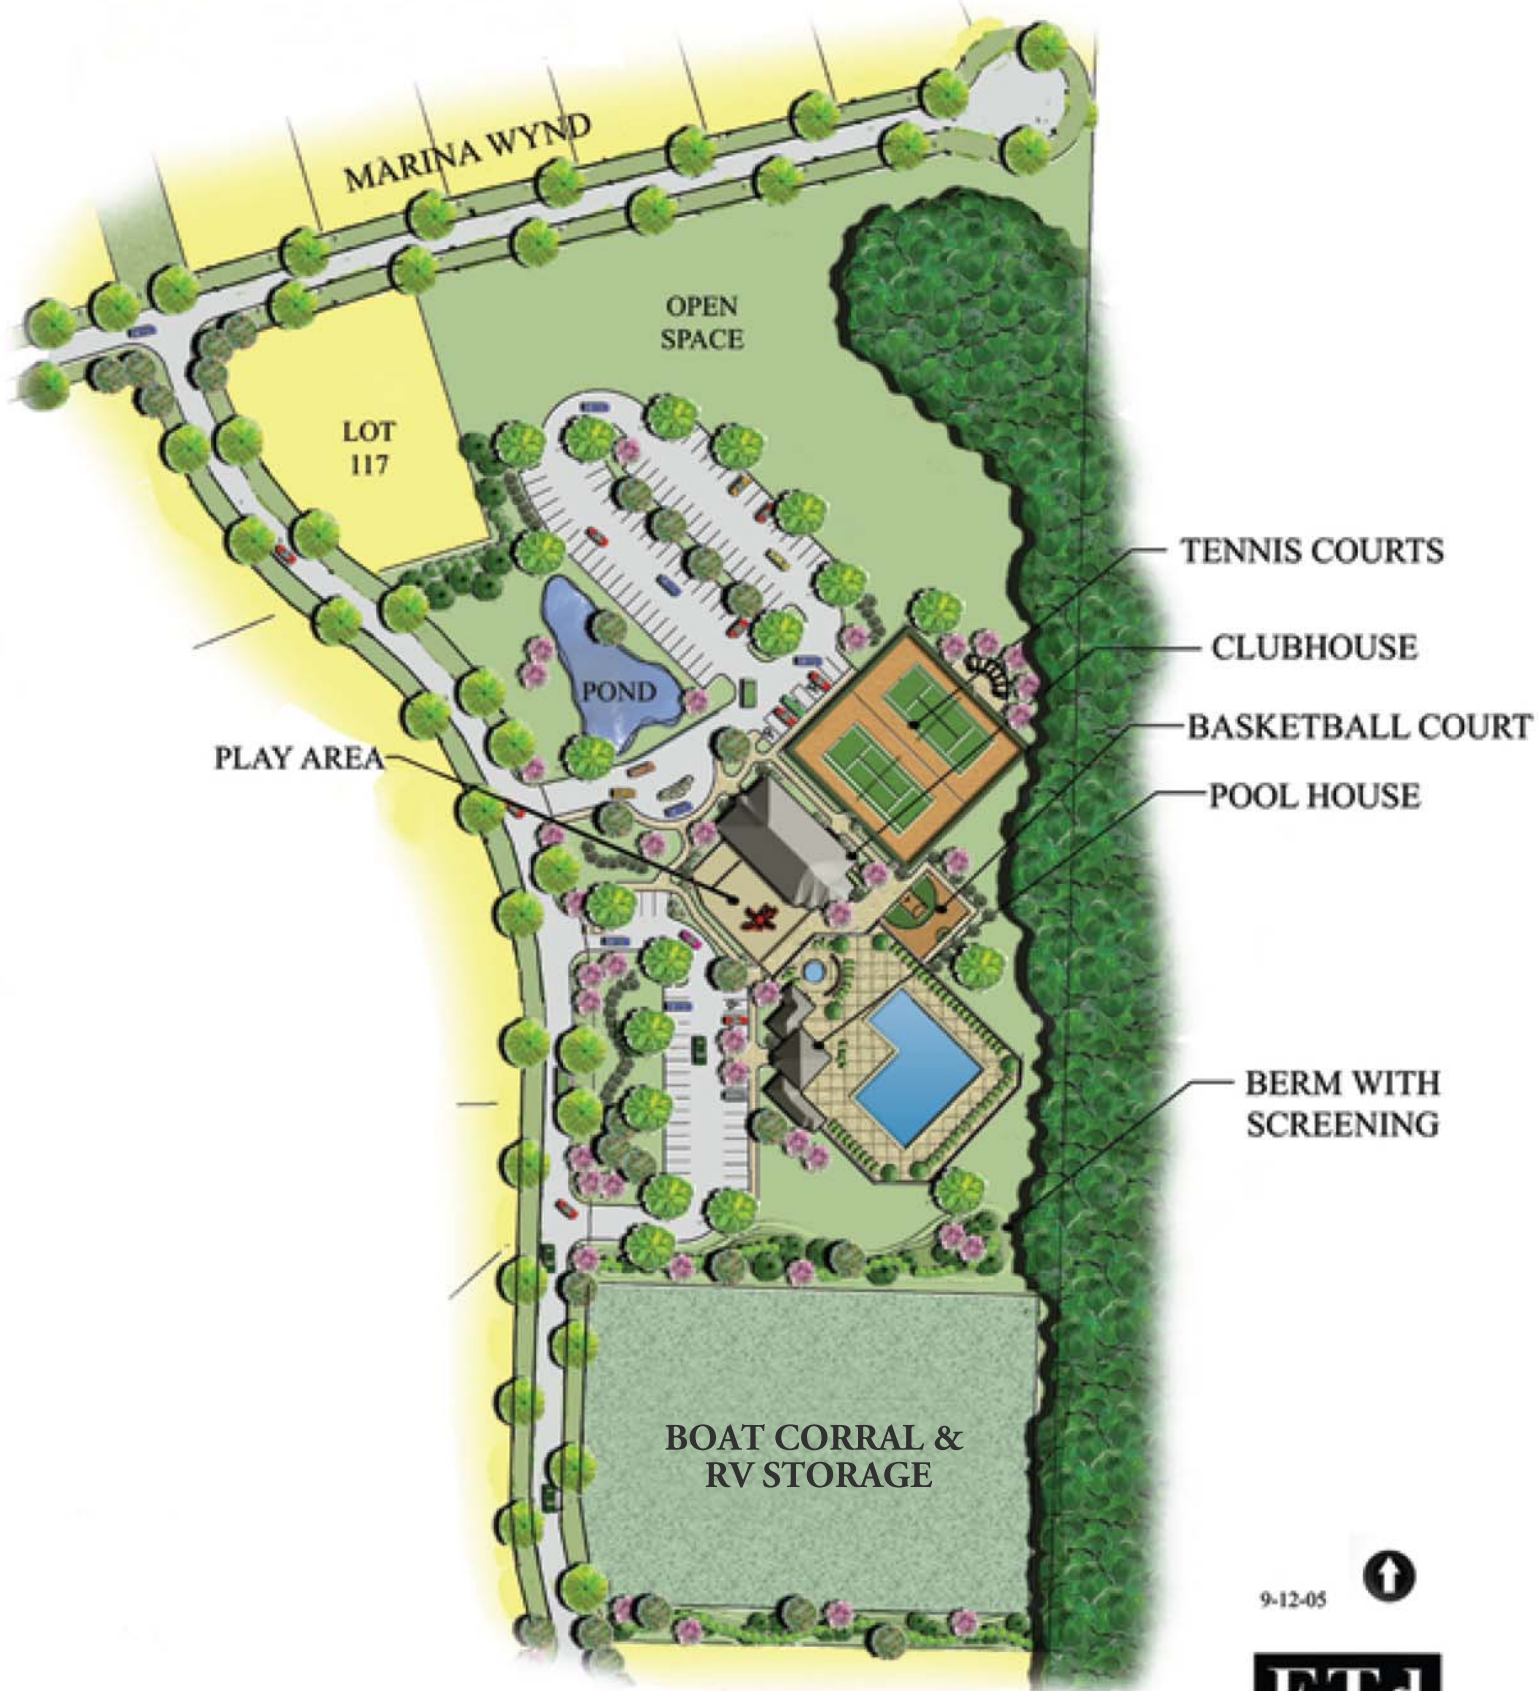 MARINA WYND
OPEN
SPACE
LOT
117
TENNIS COURTS
CLUBHOUSE
POND
BASKETBALL COURT
PLAY AREA
POOL HOUSE
BERM WITH
SCREENING
BOAT CORRAL &
RV STORAGE
9-12-05